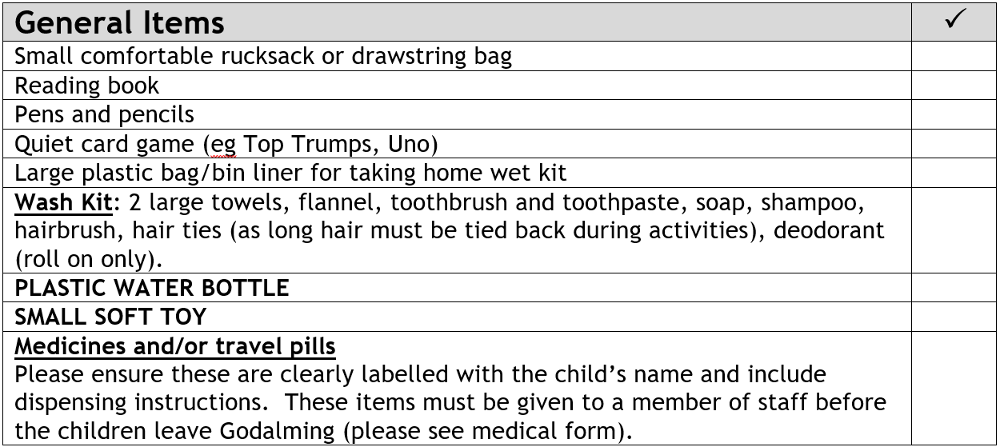 General Items ✓
Small comfortable rucksack or drawstring bag
Reading book
Pens and pencils
Quiet card game (eg Top Trumps, Uno)
Large plastic bag/bin liner for taking home wet kit
Wash Kit: 2 large towels, flannel, toothbrush and toothpaste, soap, shampoo,
hairbrush, hair ties (as long hair must be tied back during activities), deodorant
(roll on only).
PLASTIC WATER BOTTLE
SMALL SOFT TOY
Medicines and/or travel pills
Please ensure these are clearly labelled with the child’s name and include
dispensing instructions.  These items must be given to a member of staff before
the children leave Godalming (please see medical form).